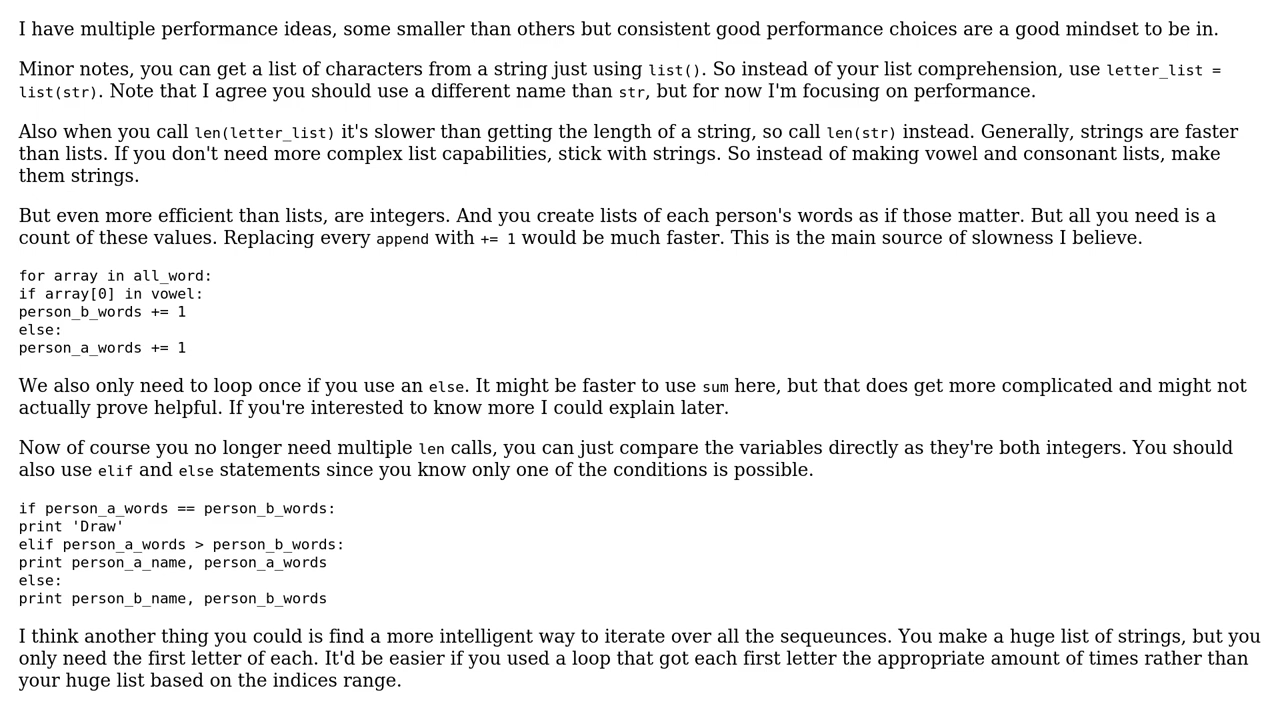 I have multiple performance ideas, some smaller than others but consistent good performance choices are a good mindset to be in.
Minor notes, you can get a list of characters from a string just using list(). So instead of your list comprehension, use letter_list =
list(str). Note that I agree you should use a different name than str, but for now I'm focusing on performance.
Also when you call len(letter_list) it's slower than getting the length of a string, so call len(str) instead. Generally, strings are faster
than lists. If you don't need more complex list capabilities, stick with strings. So instead of making vowel and consonant lists, make
them strings.
But even more efficient than lists, are integers. And you create lists of each person's words as if those matter. But all you need is a
count of these values. Replacing every append with += 1 would be much faster. This is the main source of slowness I believe.
for array in all_word:
if array[0] in vowel:
person_b_words += 1
else:
person_a_words += 1
We also only need to loop once if you use an else. It might be faster to use sum here, but that does get more complicated and might not
actually prove helpful. If you're interested to know more I could explain later.
Now of course you no longer need multiple len calls, you can just compare the variables directly as they're both integers. You should
also use elif and else statements since you know only one of the conditions is possible.
if person_a_words == person_b_words:
print 'Draw'
elif person_a_words > person_b_words:
print person_a_name, person_a_words
else:
print person_b_name, person_b_words
I think another thing you could is find a more intelligent way to iterate over all the sequeunces. You make a huge list of strings, but you
only need the first letter of each. It'd be easier if you used a loop that got each first letter the appropriate amount of times rather than
your huge list based on the indices range.